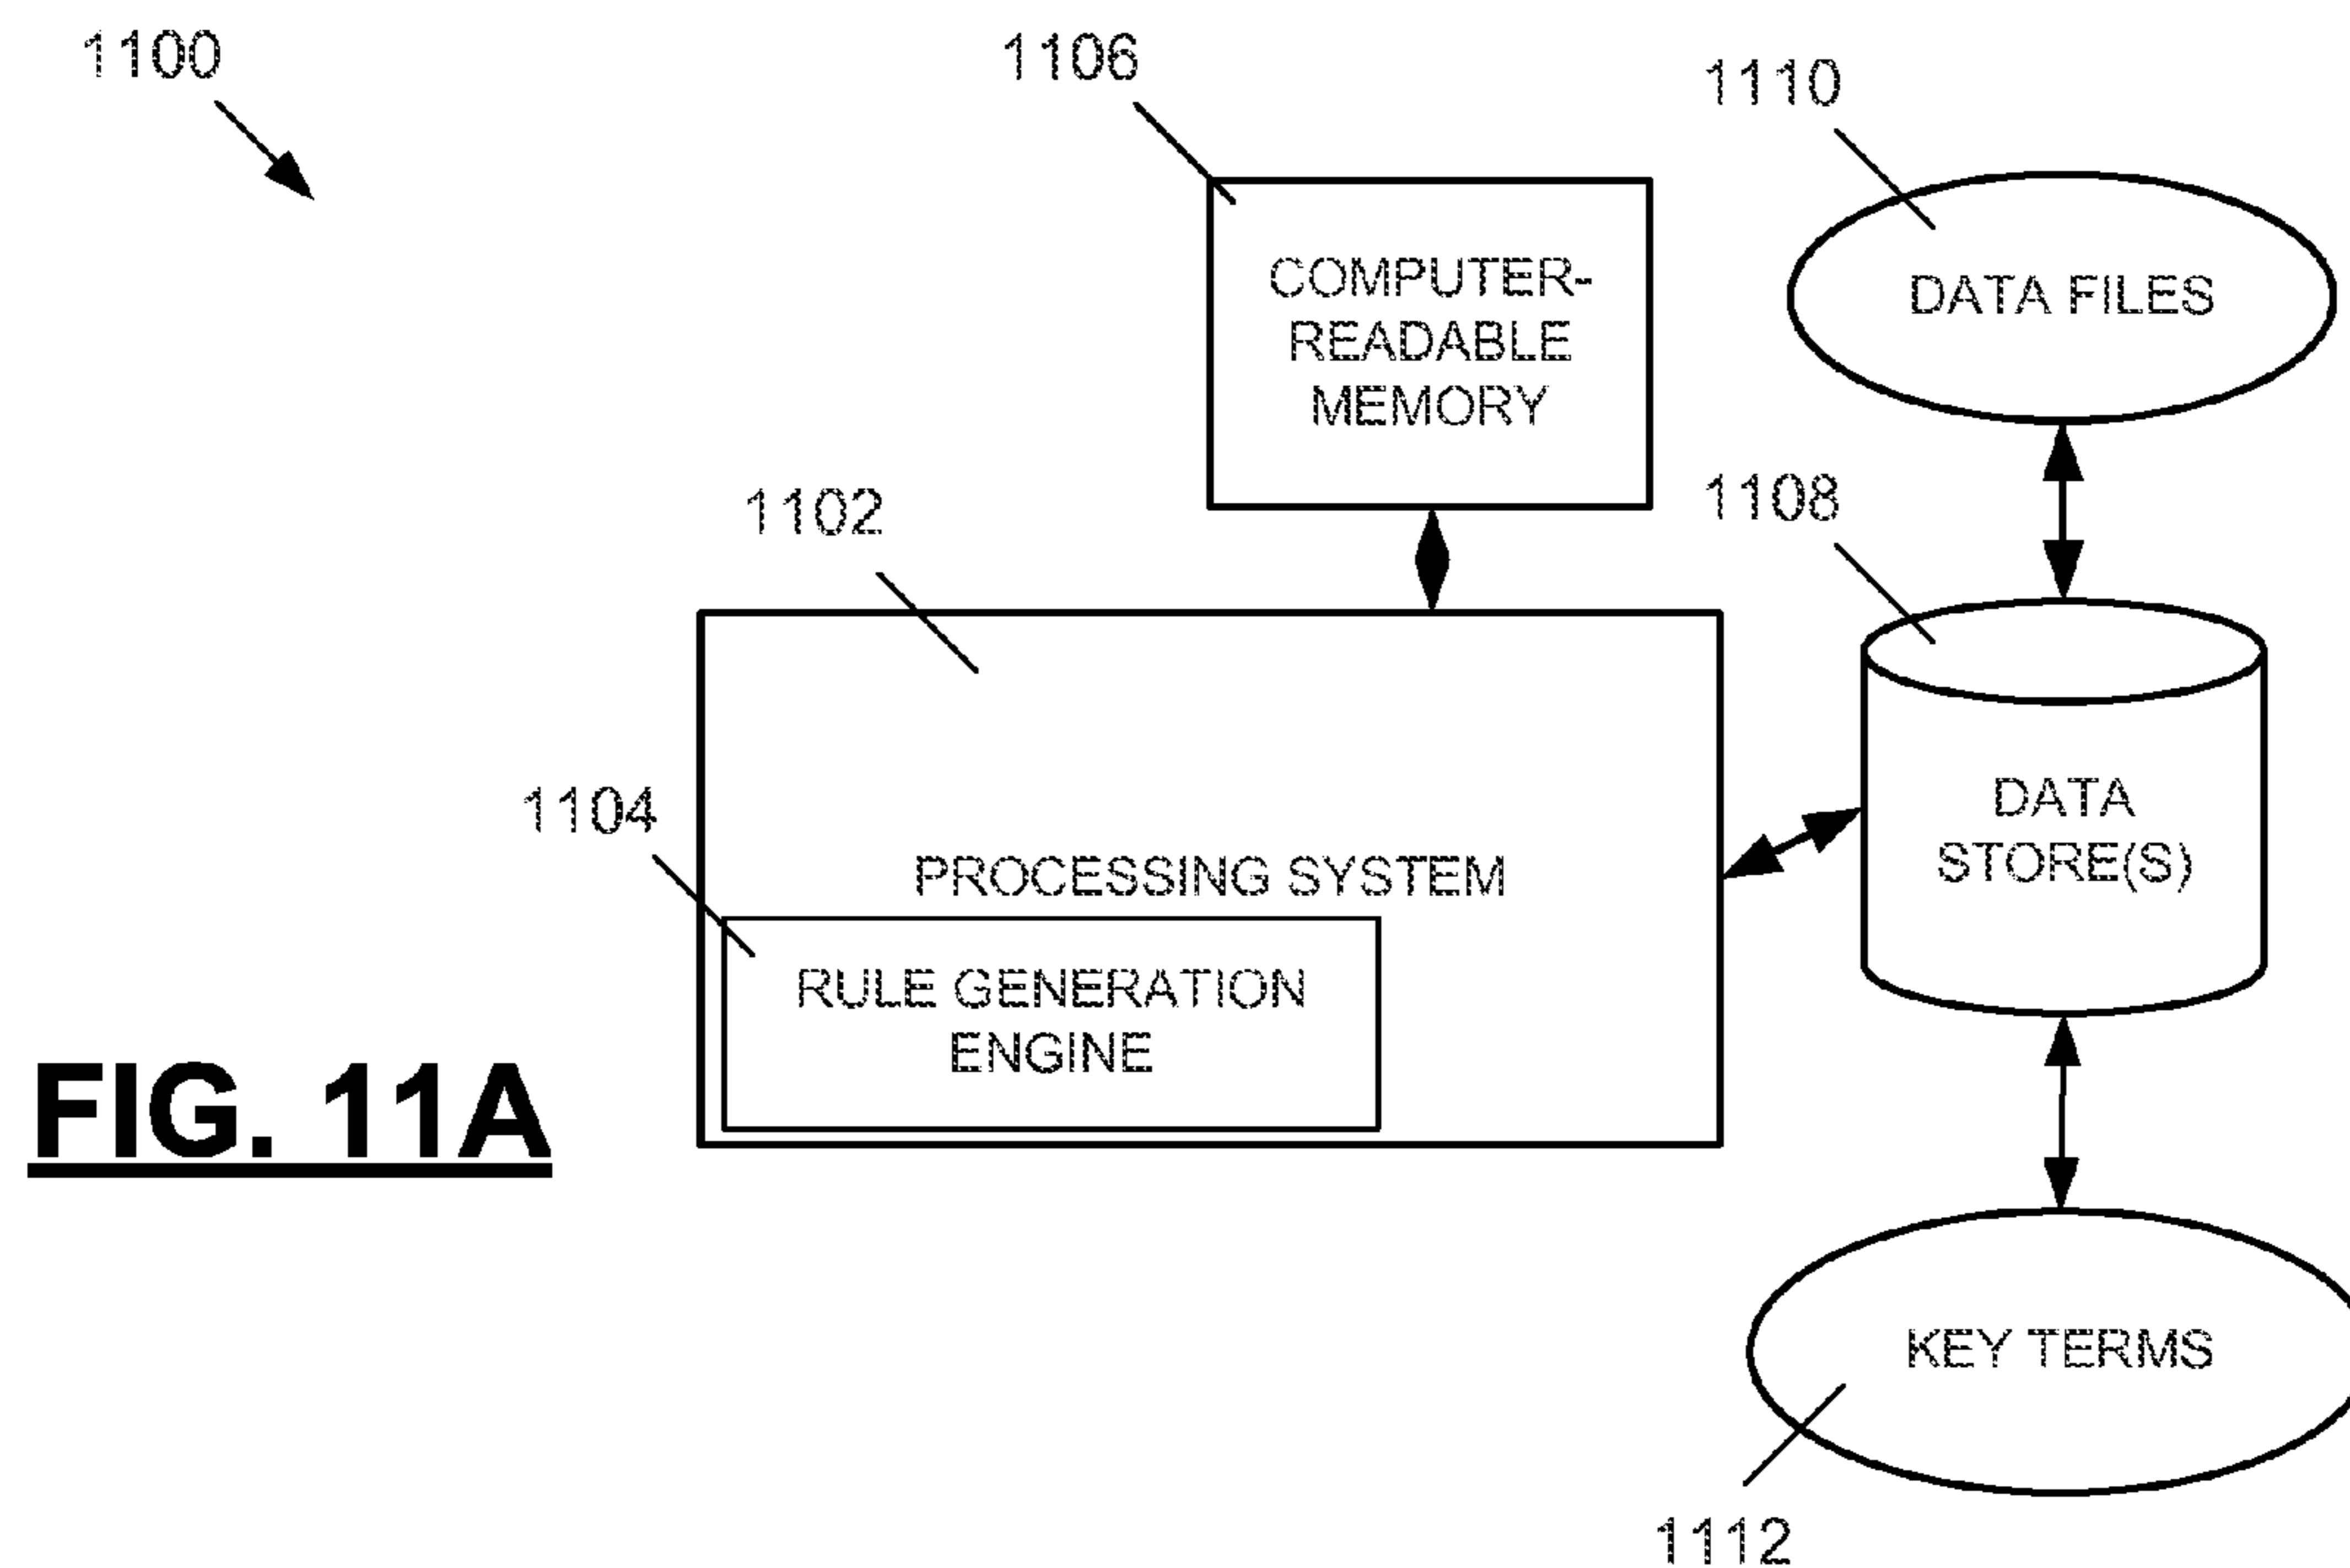 1100
1106
1110
COMPUTER-
READABLE
MEMORY
DATA FILES
1102
1108
1104
PROCESSING SYSTEM
DATA
STORE(S)
RULE GENERATION
ENGINE
FIG. 11A
KEY TERMS
1112